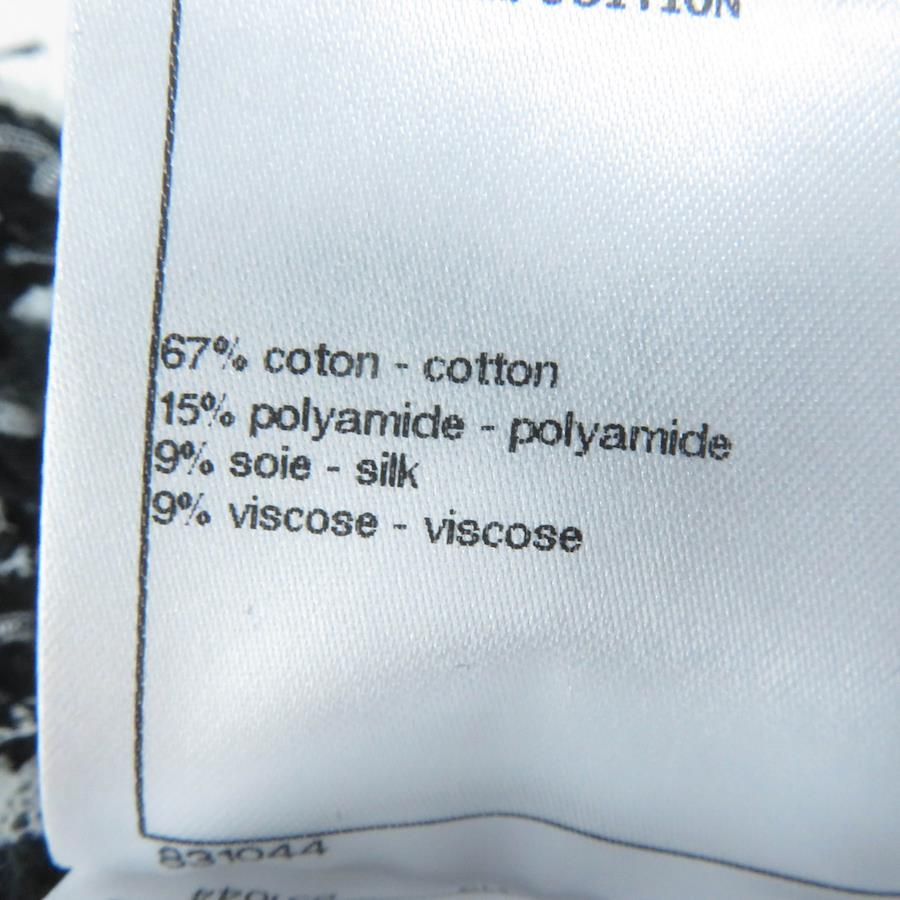 67% coton - cotton
15% polyamide - polyamide
9% soie - silk
9% viscose - viscose
831044